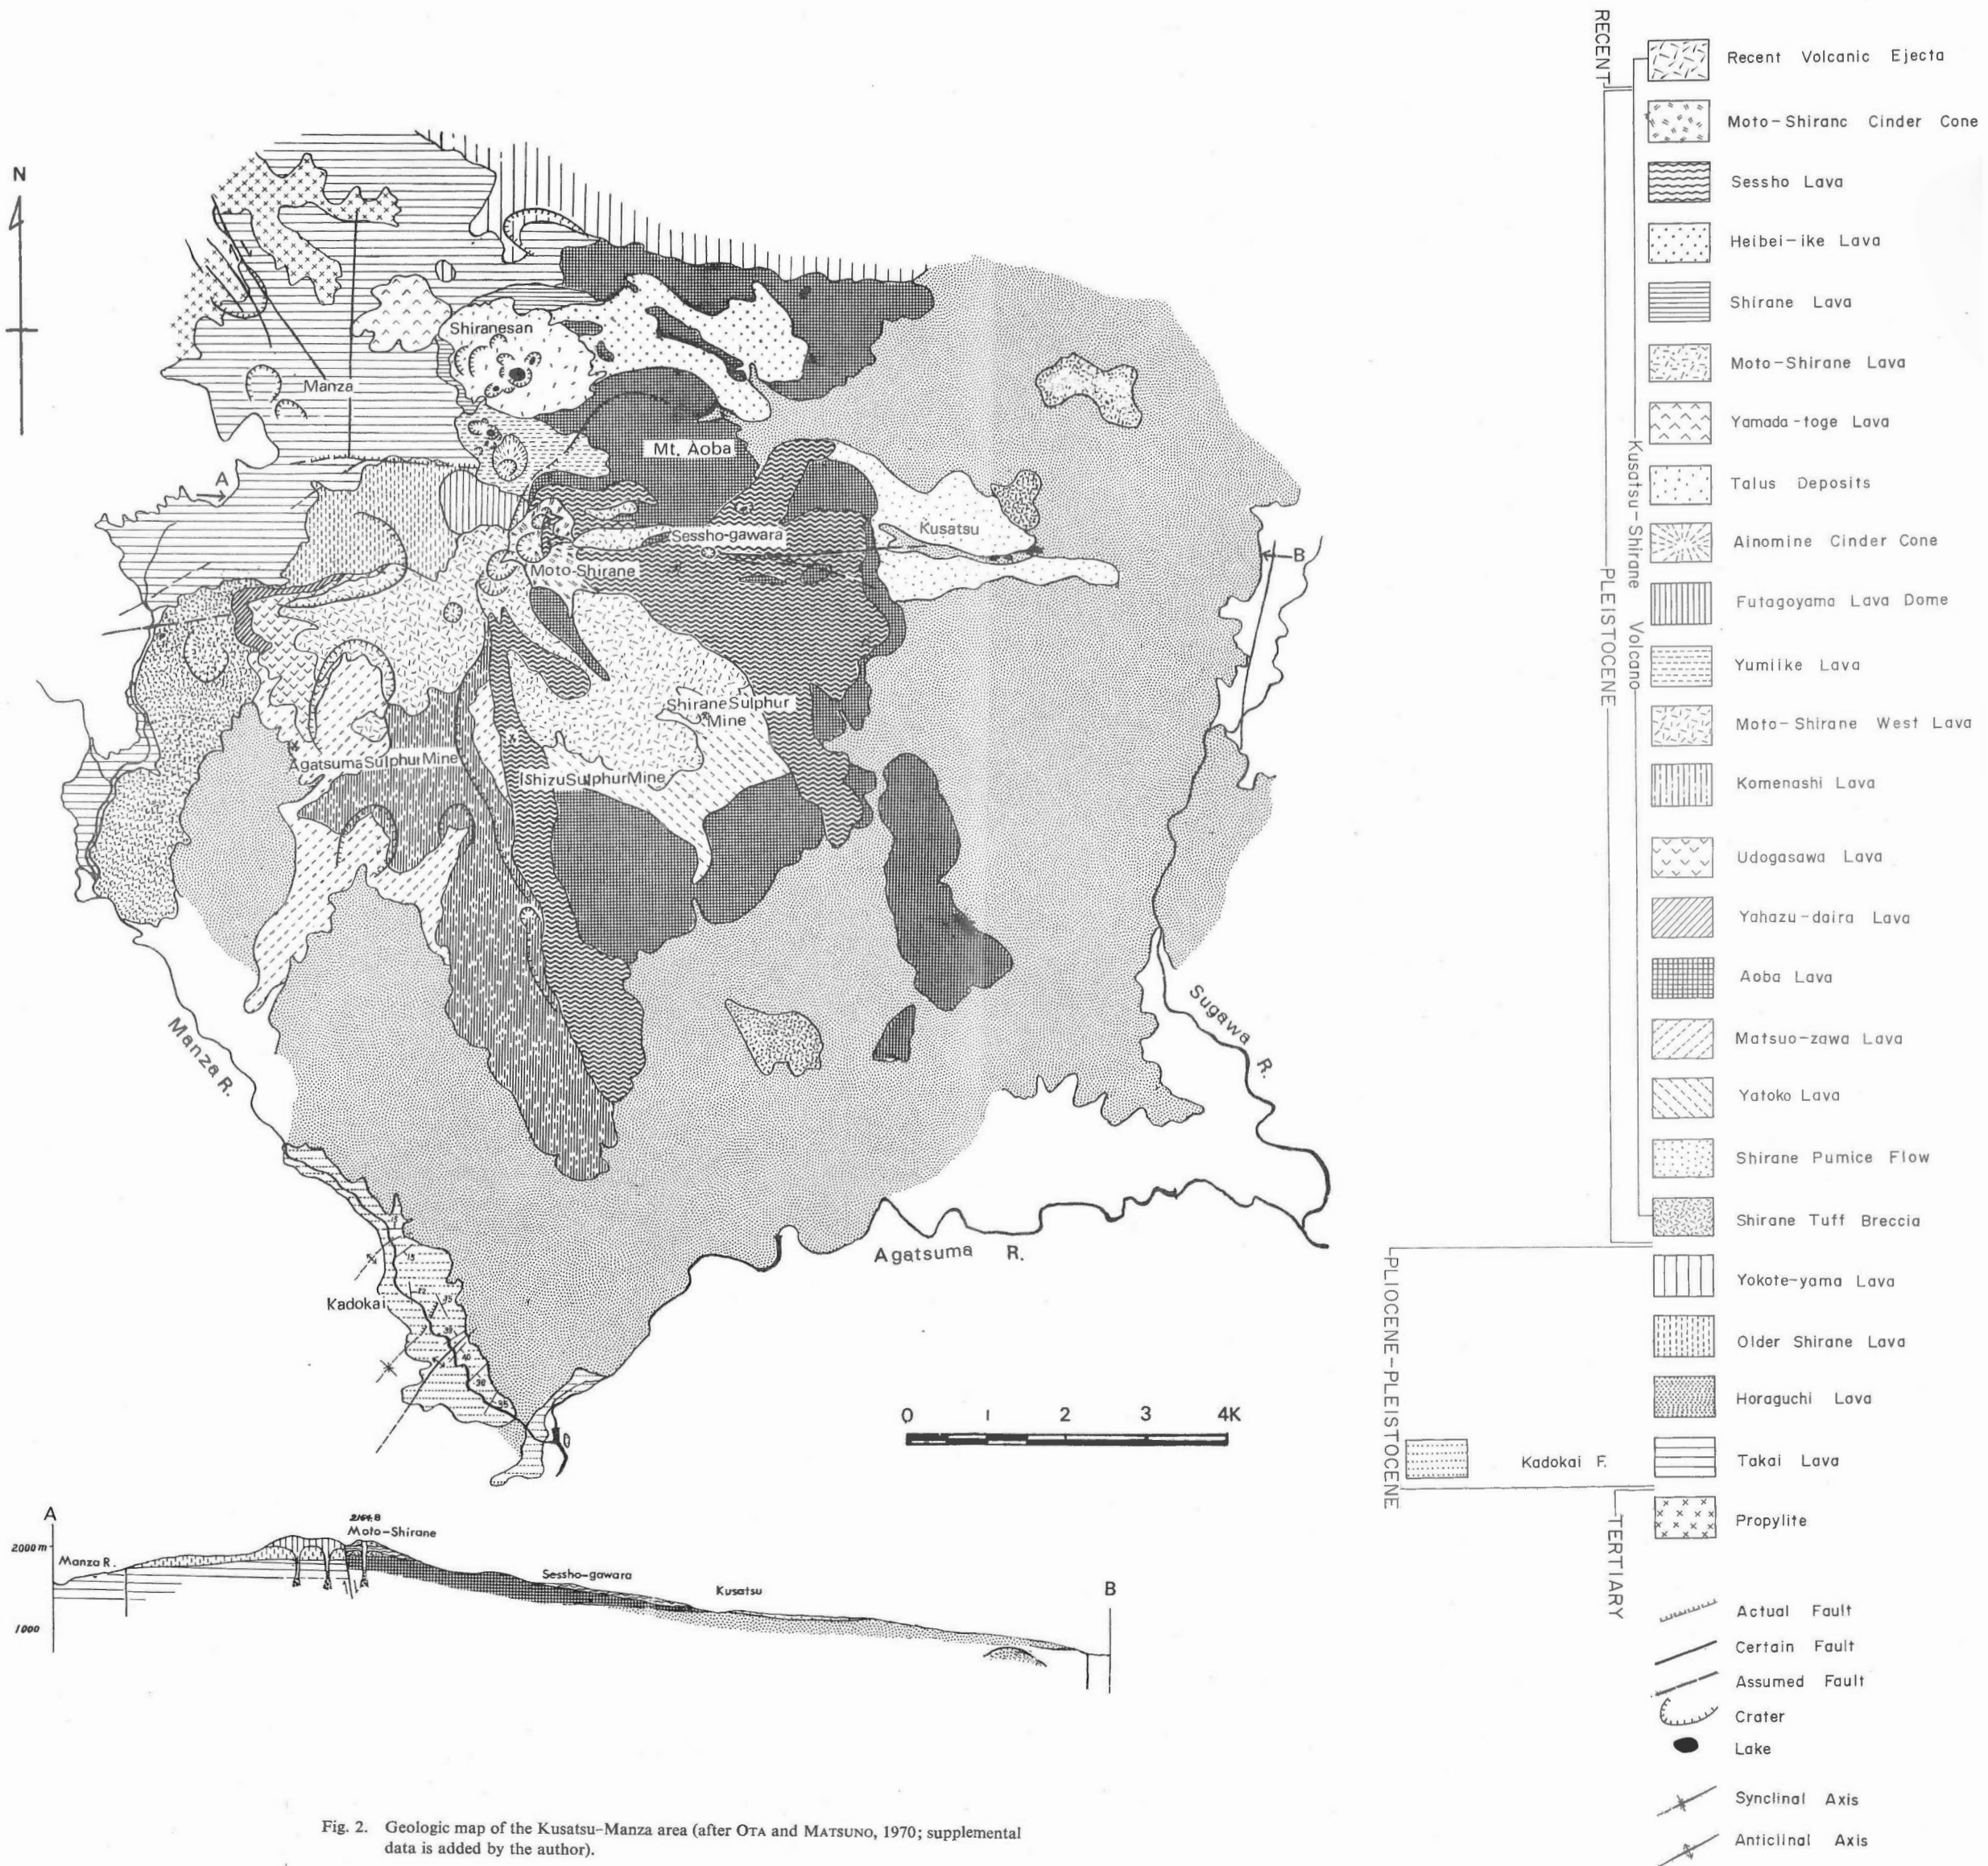 N
Shiranesan
Manza
A
Mt. Aoba
Sessho-gawara
Kusatsu
B
Moto-Shirane
Shirane Sulphur
Mine
Agatsuma Sulphur Mine
Ishizu Sulphur Mine
Manza R.
Sugawa R.
Agatsuma R.
Kadokai
15
35
40
0 1 2 3 4K
A
2000m
1000
Manza R.
Moto-Shirane
Sessho-gawara
Kusatsu
B
RECENT
PLEISTOCENE
Kusatsu-Shirane Volcano
PLIOCENE-PLEISTOCENE
TERTIARY
Recent Volcanic Ejecta
Moto-Shiranc Cinder Cone
Sessho Lava
Heibei-ike Lava
Shirane Lava
Moto-Shirane Lava
Yamada-toge Lava
Talus Deposits
Ainomine Cinder Cone
Futagoyama Lava Dome
Yumiike Lava
Moto-Shirane West Lava
Komenashi Lava
Udogasawa Lava
Yahazu-daira Lava
Aoba Lava
Matsuo-zawa Lava
Yatoko Lava
Shirane Pumice Flow
Shirane Tuff Breccia
Yokote-yama Lava
Older Shirane Lava
Horaguchi Lava
Kadokai F.
Takai Lava
Propylite
Actual Fault
Certain Fault
Assumed Fault
Crater
Lake
Synclinal Axis
Anticlinal Axis
Fig. 2. Geologic map of the Kusatsu–Manza area (after OTA and MATSUNO, 1970; supplemental
data is added by the author).